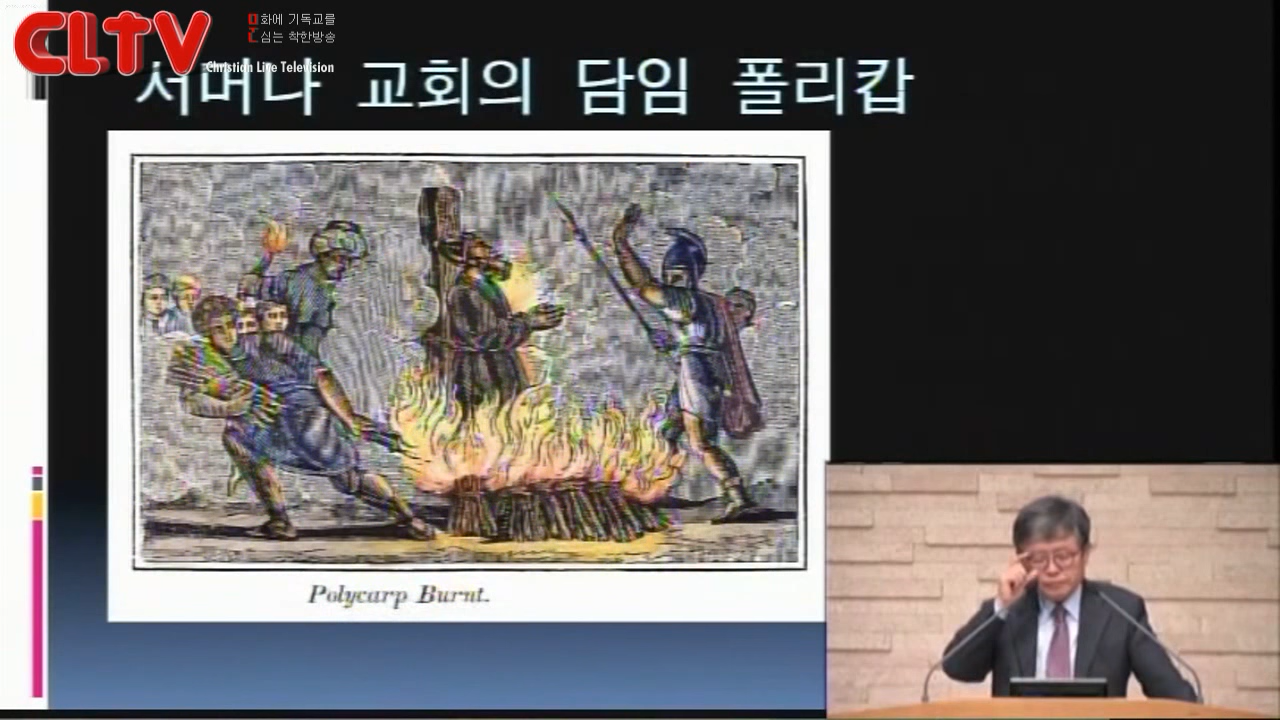 CLTV
문화에 기독교를
심는 착한방송
Christian Live Television
서머나 교회의 담임 폴리캅
Polycarp Burnt.